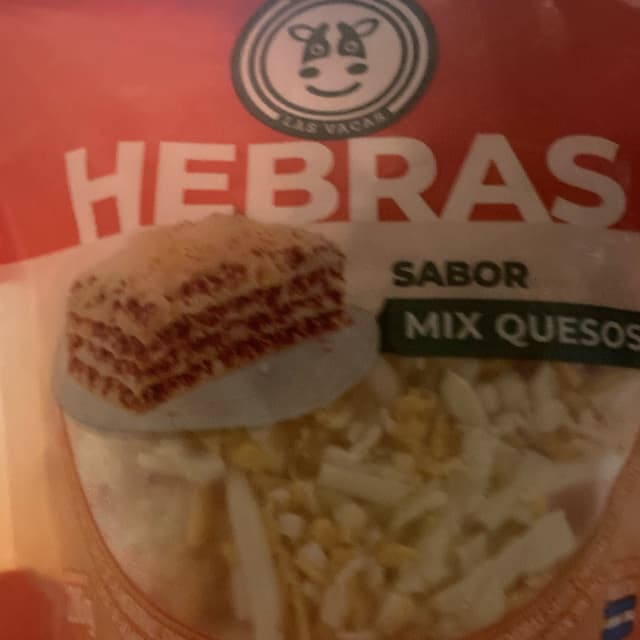 LAS VACAS
HEBRAS
SABOR
MIX QUESOS